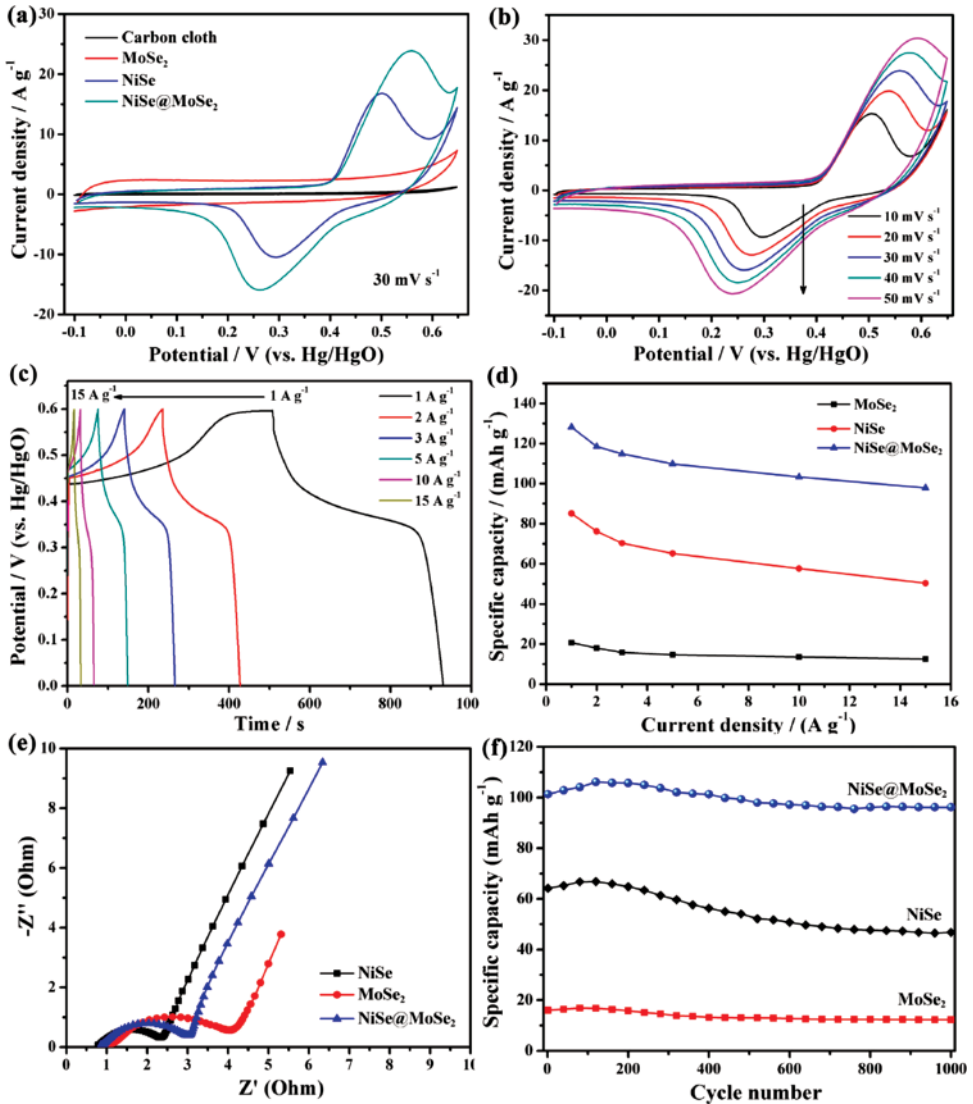 (a)
Carbon cloth
MoSe₂
NiSe
NiSe@MoSe₂
30 mV s⁻¹
Current density / A g⁻¹
30
20
10
0
-10
-20
-0.1 0.0 0.1 0.2 0.3 0.4 0.5 0.6
Potential / V (vs. Hg/HgO)
(b)
10 mV s⁻¹
20 mV s⁻¹
30 mV s⁻¹
40 mV s⁻¹
50 mV s⁻¹
Current density / A g⁻¹
30
20
10
0
-10
-20
-0.1 0.0 0.1 0.2 0.3 0.4 0.5 0.6
Potential / V (vs. Hg/HgO)
(c)
15 A g⁻¹ 1 A g⁻¹
1 A g⁻¹
2 A g⁻¹
3 A g⁻¹
5 A g⁻¹
10 A g⁻¹
15 A g⁻¹
Potential / V (vs. Hg/HgO)
0.6
0.5
0.4
0.3
0.2
0.1
0.0
0 200 400 600 800 1000
Time / s
(d)
MoSe₂
NiSe
NiSe@MoSe₂
Specific capacity / (mAh g⁻¹)
140
120
100
80
60
40
20
0
0 2 4 6 8 10 12 14 16
Current density / (A g⁻¹)
(e)
NiSe
MoSe₂
NiSe@MoSe₂
-Z'' (Ohm)
10
8
6
4
2
0
0 1 2 3 4 5 6 7 8 9 10
Z' (Ohm)
(f)
NiSe@MoSe₂
NiSe
MoSe₂
Specific capacity (mAh g⁻¹)
120
100
80
60
40
20
0
0 200 400 600 800 1000
Cycle number